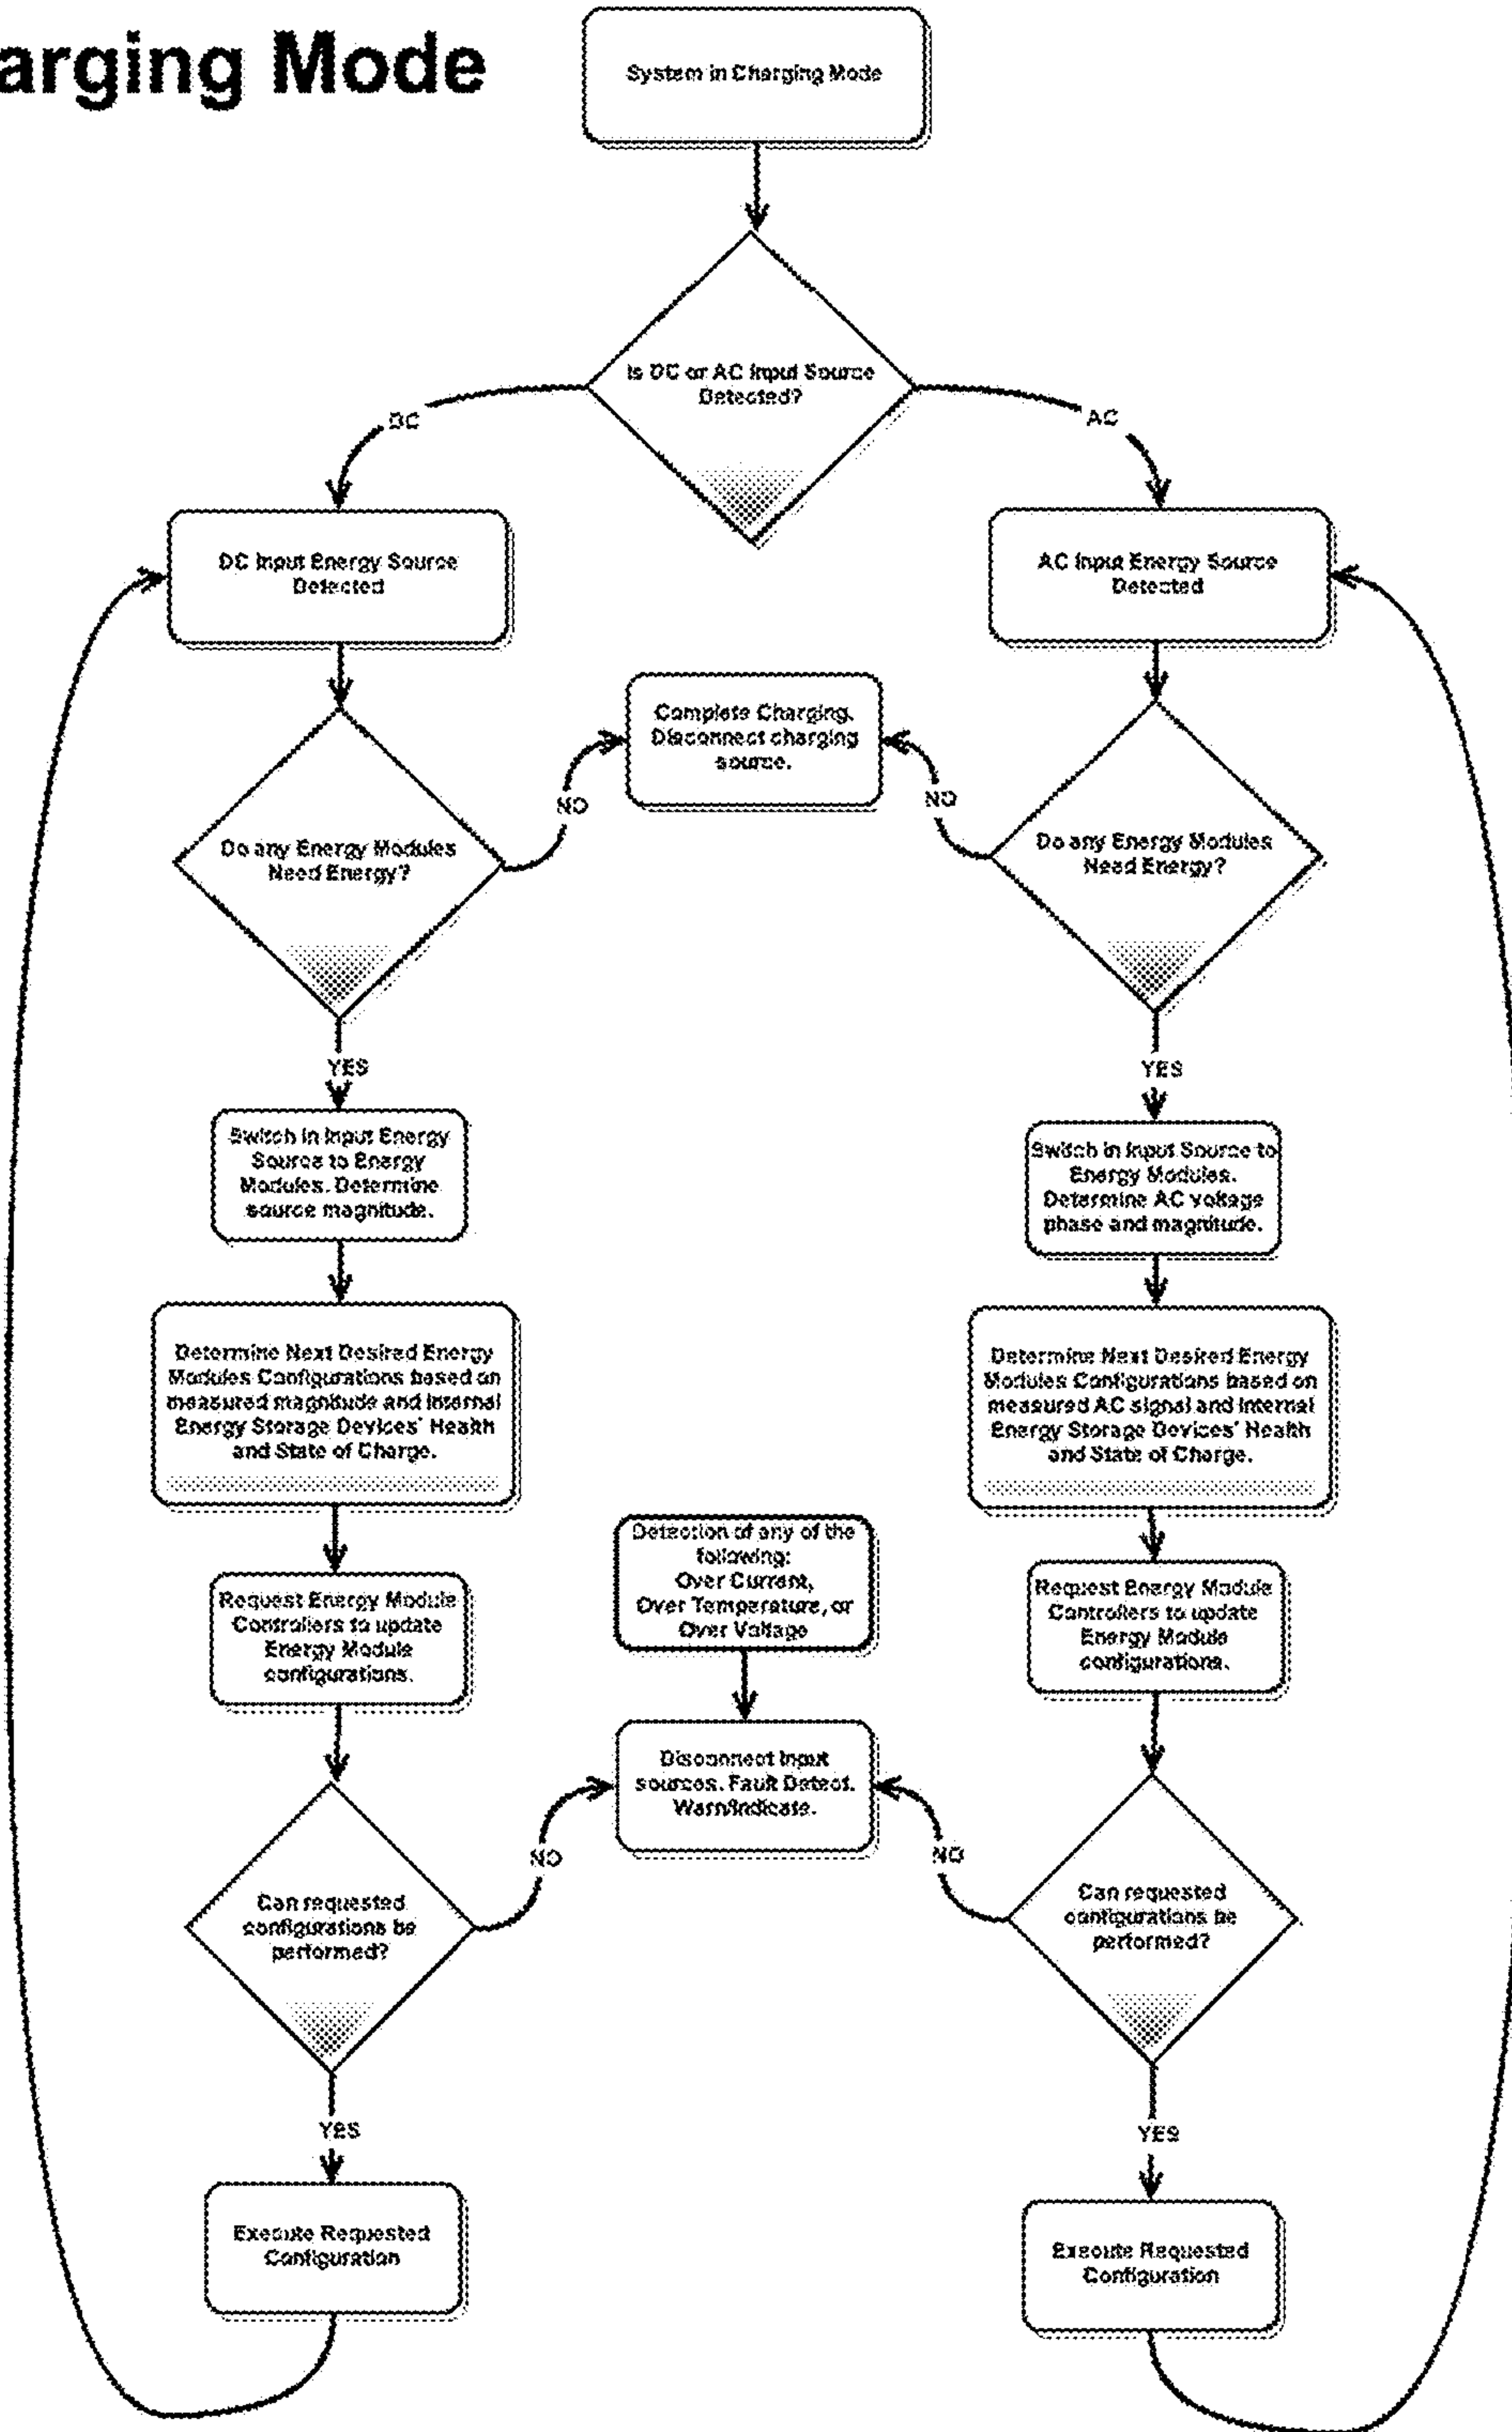 arging Mode
System in Charging Mode
Is DC or AC Input Source
Detected?
DC
AC
DC Input Energy Source
Detected
AC Input Energy Source
Detected
Complete Charging.
Disconnect charging
source.
NO
NO
Do any Energy Modules
Need Energy?
Do any Energy Modules
Need Energy?
YES
YES
Switch in Input Energy
Source to Energy
Modules. Determine
source magnitude.
Switch in Input Source to
Energy Modules.
Determine AC voltage
phase and magnitude.
Determine Next Desired Energy
Modules Configurations based on
measured magnitude and Internal
Energy Storage Devices' Health
and State of Charge.
Determine Next Desired Energy
Modules Configurations based on
measured AC signal and Internal
Energy Storage Devices' Health
and State of Charge.
Detection of any of the
following:
Over Current,
Over Temperature, or
Over Voltage
Request Energy Module
Controllers to update
Energy Module
configurations.
Request Energy Module
Controllers to update
Energy Module
configurations.
Disconnect Input
sources. Fault Detect.
Warn/Indicate.
NO
NO
Can requested
configurations be
performed?
Can requested
configurations be
performed?
YES
YES
Execute Requested
Configuration
Execute Requested
Configuration